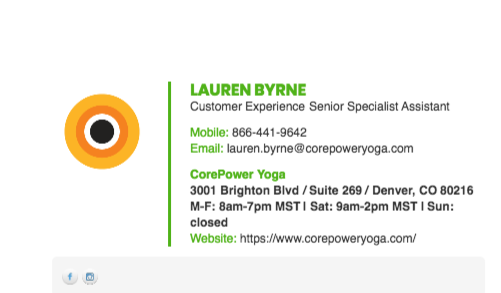 LAUREN BYRNE
Customer Experience Senior Specialist Assistant
Mobile: 866-441-9642
Email: lauren.byrne@corepoweryoga.com
CorePower Yoga
3001 Brighton Blvd / Suite 269 / Denver, CO 80216
M-F: 8am-7pm MST I Sat: 9am-2pm MST I Sun:
closed
Website: https://www.corepoweryoga.com/